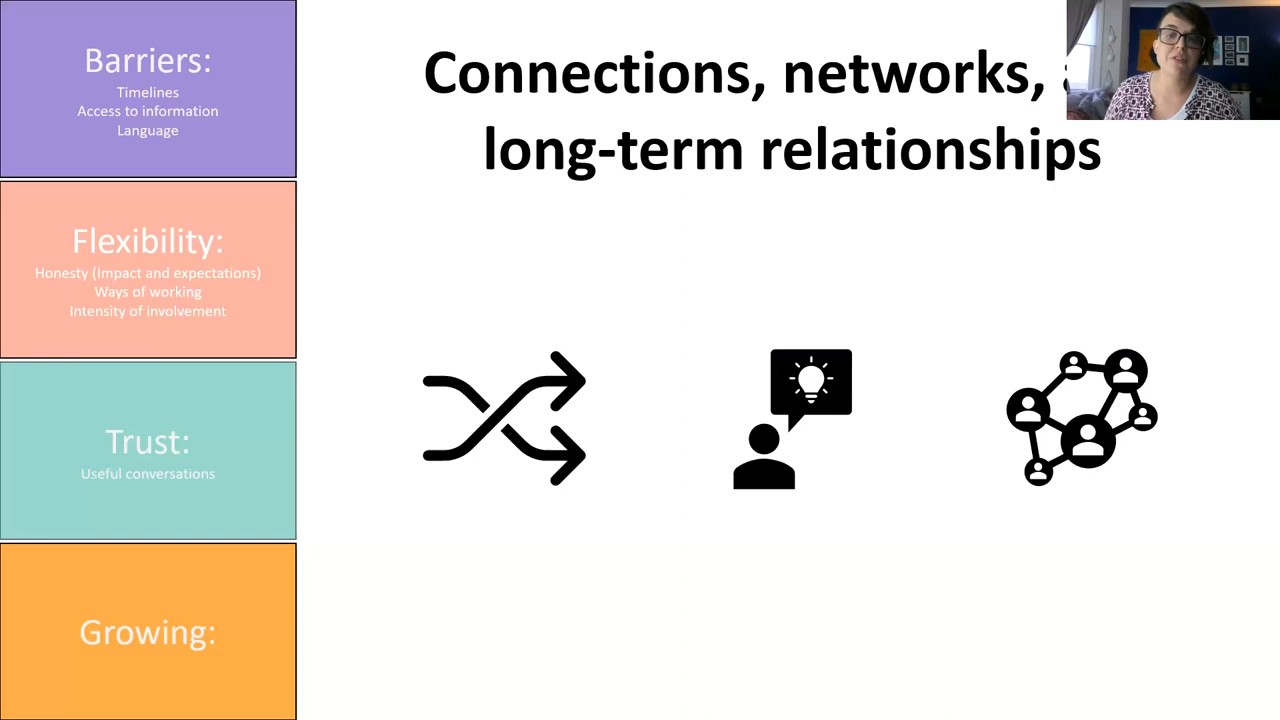 Barriers:
Timelines
Access to information
Language
Flexibility:
Honesty (Impact and expectations)
Ways of working
Intensity of involvement
Trust:
Useful conversations
Growing:
Connections, networks,
long-term relationships